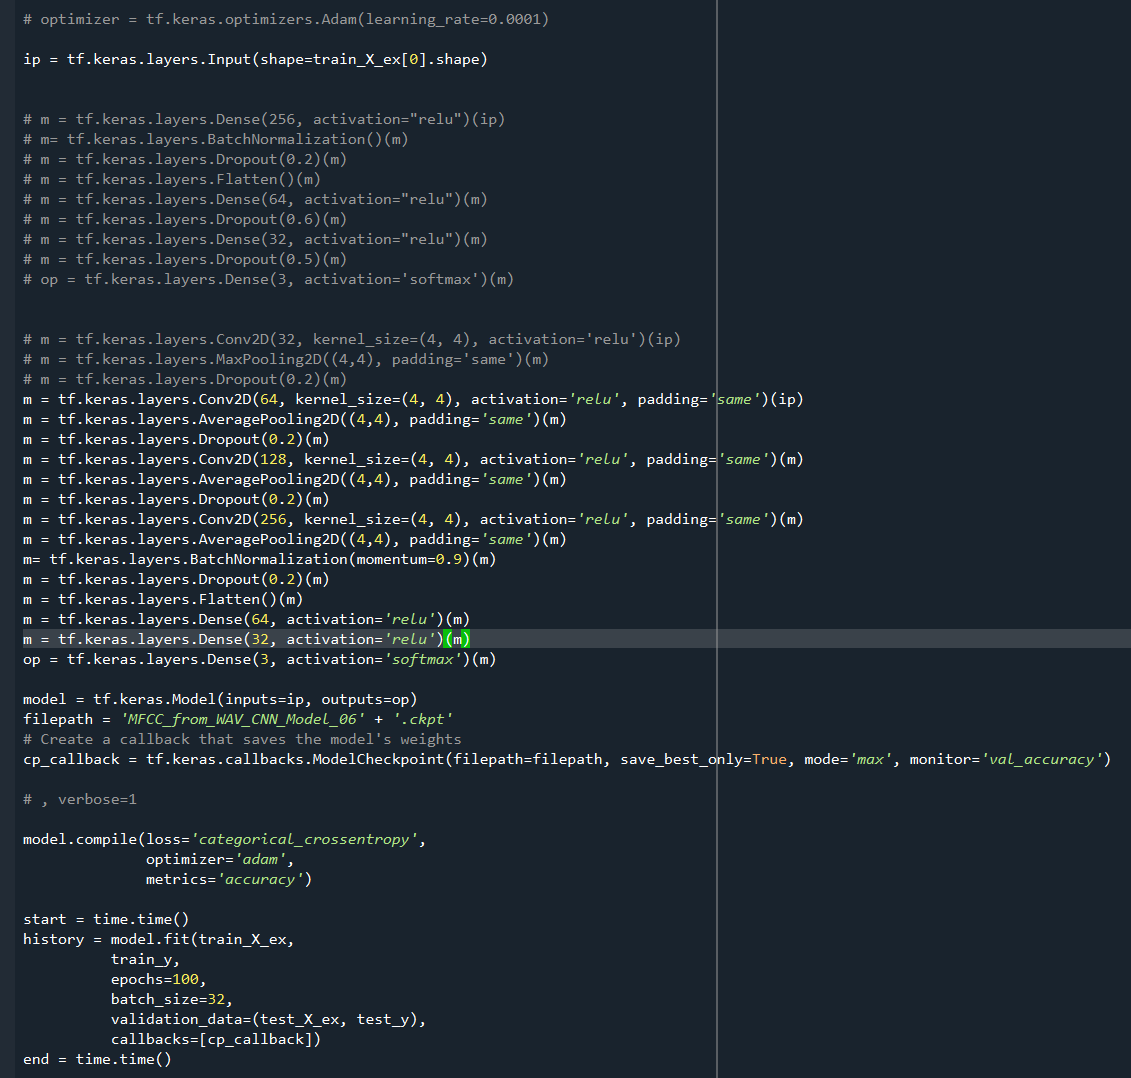 # optimizer = tf.keras.optimizers.Adam(learning_rate=0.0001)
ip = tf.keras.layers.Input(shape=train_X_ex[0].shape)
# m = tf.keras.layers.Dense(256, activation="relu")(ip)
# m= tf.keras.layers.BatchNormalization()(m)
# m = tf.keras.layers.Dropout(0.2)(m)
# m = tf.keras.layers.Flatten()(m)
# m = tf.keras.layers.Dense(64, activation="relu")(m)
# m = tf.keras.layers.Dropout(0.6)(m)
# m = tf.keras.layers.Dense(32, activation="relu")(m)
# m = tf.keras.layers.Dropout(0.5)(m)
# op = tf.keras.layers.Dense(3, activation='softmax')(m)
# m = tf.keras.layers.Conv2D(32, kernel_size=(4, 4), activation='relu')(ip)
# m = tf.keras.layers.MaxPooling2D((4,4), padding='same')(m)
# m = tf.keras.layers.Dropout(0.2)(m)
m = tf.keras.layers.Conv2D(64, kernel_size=(4, 4), activation='relu', padding='same')(ip)
m = tf.keras.layers.AveragePooling2D((4,4), padding='same')(m)
m = tf.keras.layers.Dropout(0.2)(m)
m = tf.keras.layers.Conv2D(128, kernel_size=(4, 4), activation='relu', padding='same')(m)
m = tf.keras.layers.AveragePooling2D((4,4), padding='same')(m)
m = tf.keras.layers.Dropout(0.2)(m)
m = tf.keras.layers.Conv2D(256, kernel_size=(4, 4), activation='relu', padding='same')(m)
m = tf.keras.layers.AveragePooling2D((4,4), padding='same')(m)
m= tf.keras.layers.BatchNormalization(momentum=0.9)(m)
m = tf.keras.layers.Dropout(0.2)(m)
m = tf.keras.layers.Flatten()(m)
m = tf.keras.layers.Dense(64, activation='relu')(m)
m = tf.keras.layers.Dense(32, activation='relu')(m)
op = tf.keras.layers.Dense(3, activation='softmax')(m)
model = tf.keras.Model(inputs=ip, outputs=op)
filepath = 'MFCC_from_WAV_CNN_Model_06' + '.ckpt'
# Create a callback that saves the model's weights
cp_callback = tf.keras.callbacks.ModelCheckpoint(filepath=filepath, save_best_only=True, mode='max', monitor='val_accuracy')
# , verbose=1
model.compile(loss='categorical_crossentropy',
optimizer='adam',
metrics='accuracy')
start = time.time()
history = model.fit(train_X_ex,
train_y,
epochs=100,
batch_size=32,
validation_data=(test_X_ex, test_y),
callbacks=[cp_callback])
end = time.time()